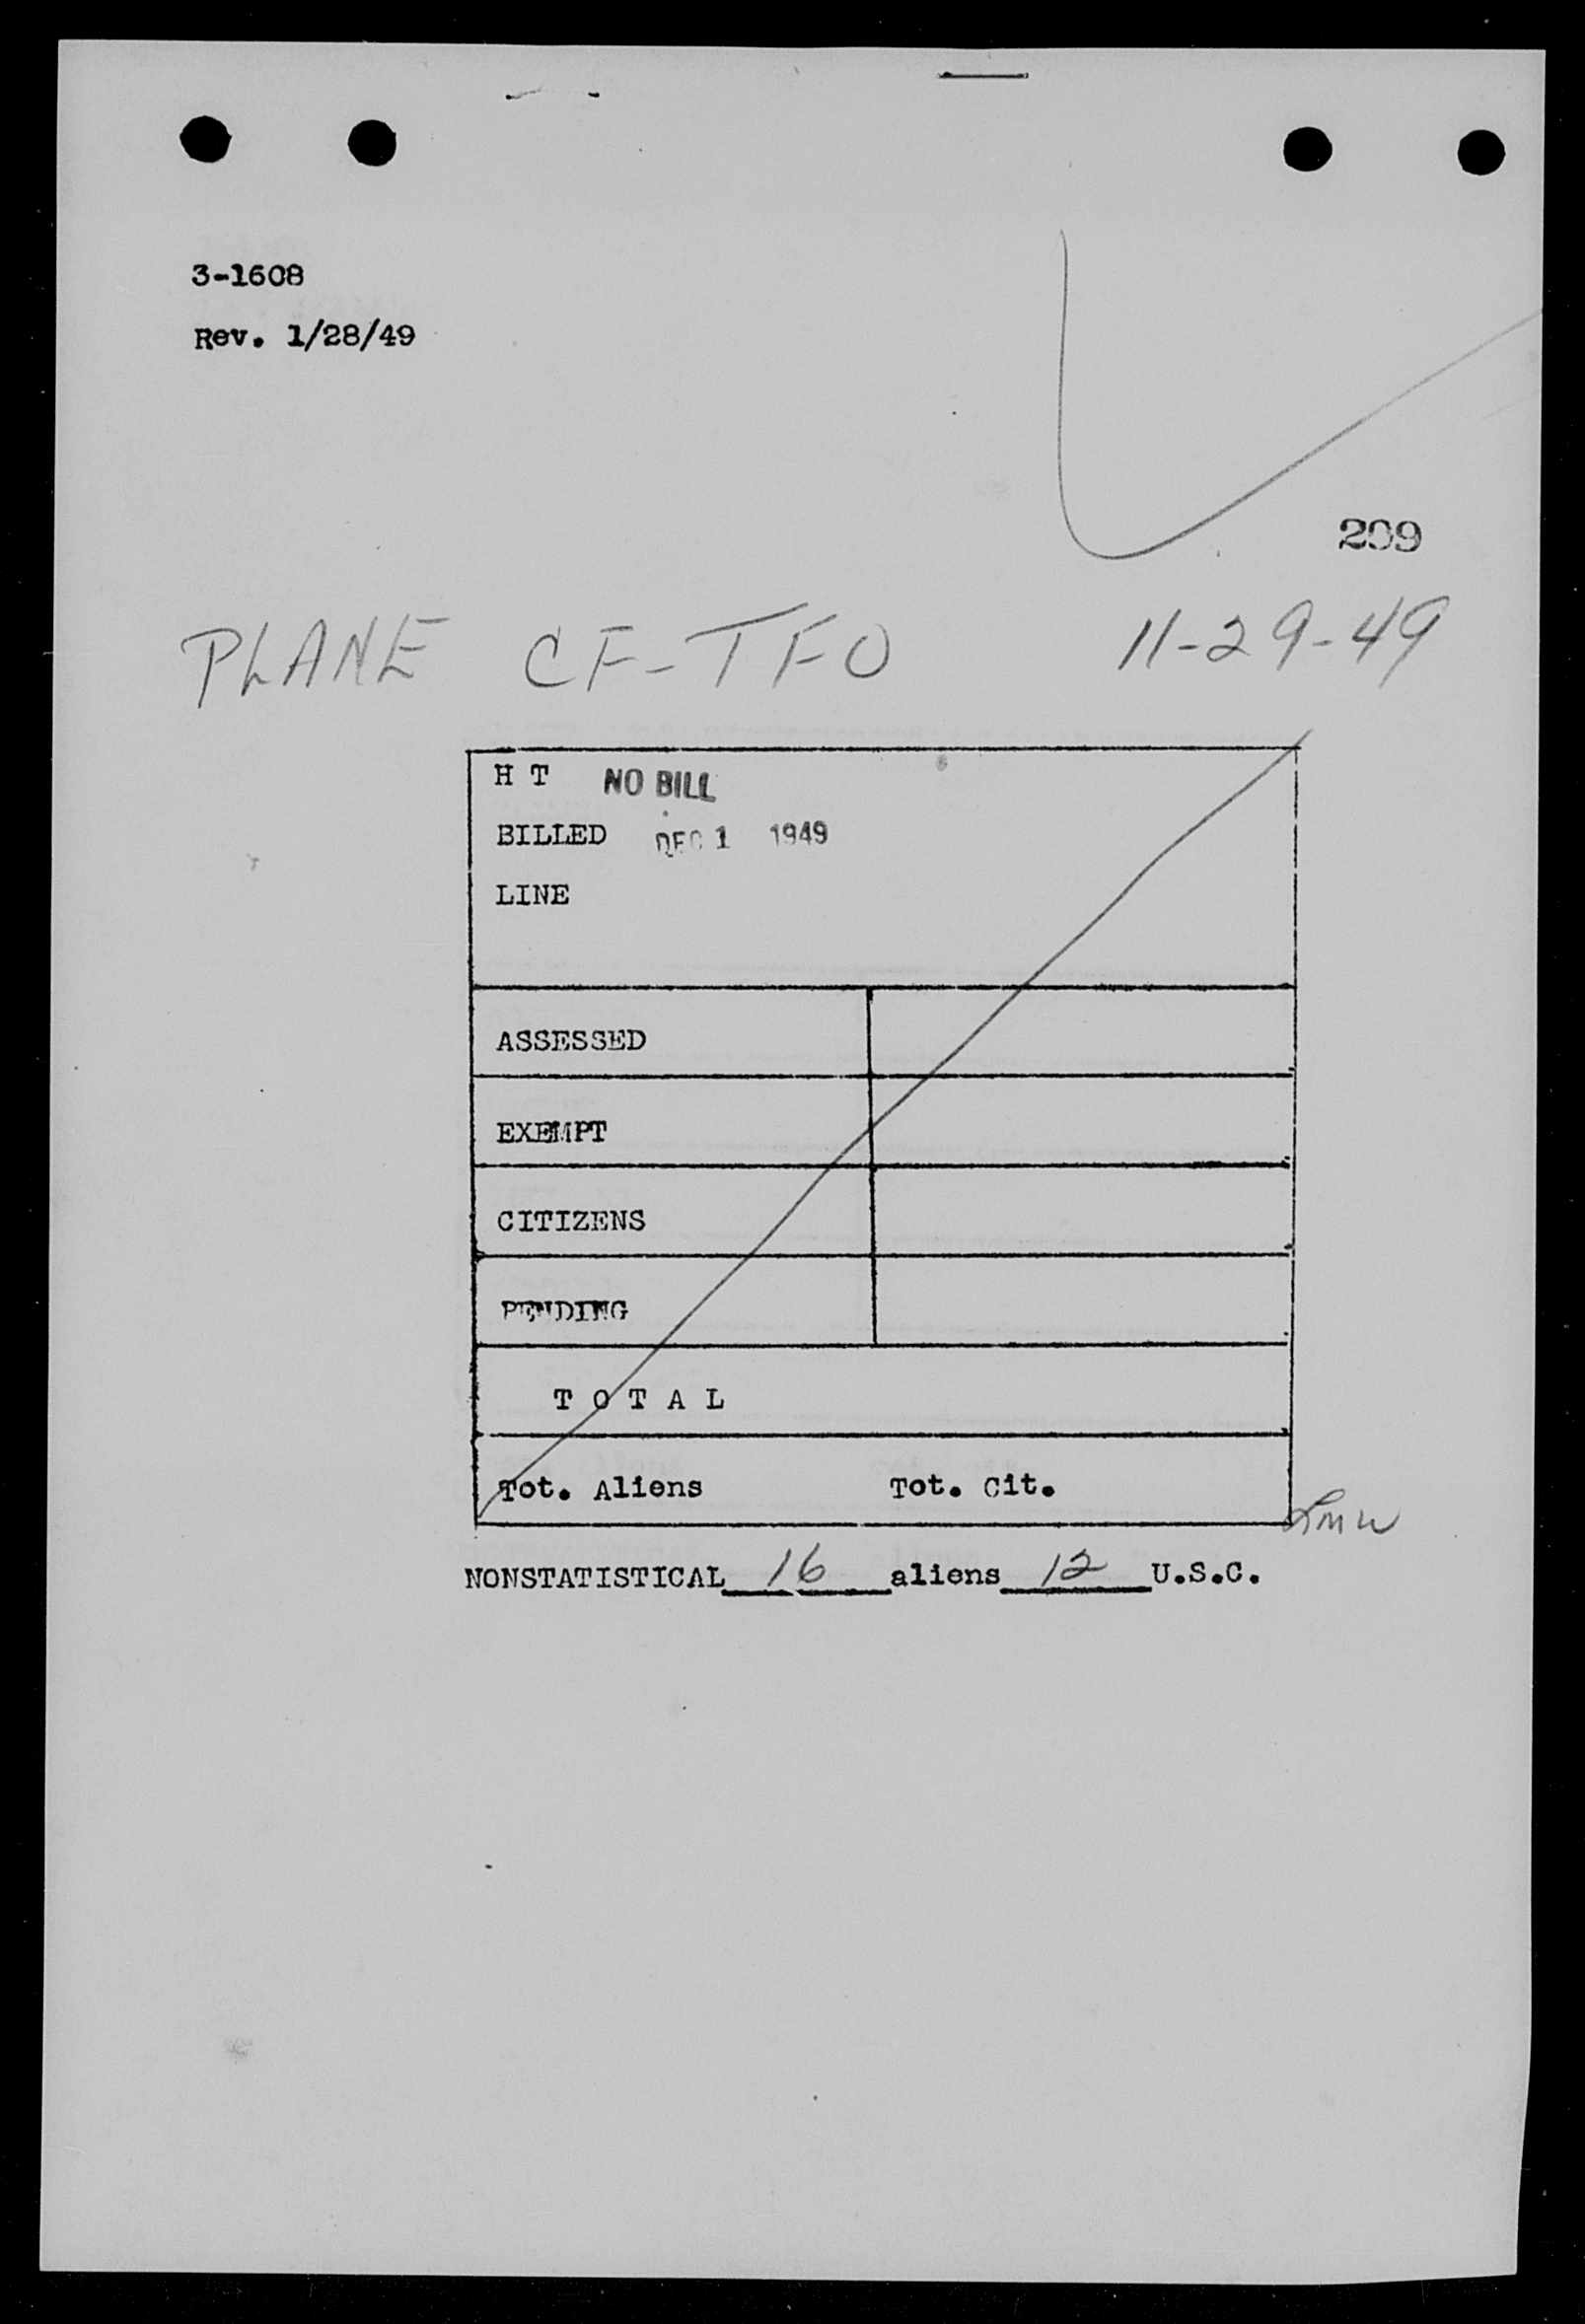 3-1608
Rev. 1/28/49
209
PLANE CF-TFO 11-29-49
H T NO BILL
BILLED DEC 1 1949
LINE
ASSESSED
EXEMPT
CITIZENS
PENDING
T O T A L
Tot. Aliens Tot. Cit.
NONSTATISTICAL 16 aliens 12 U.S.C.